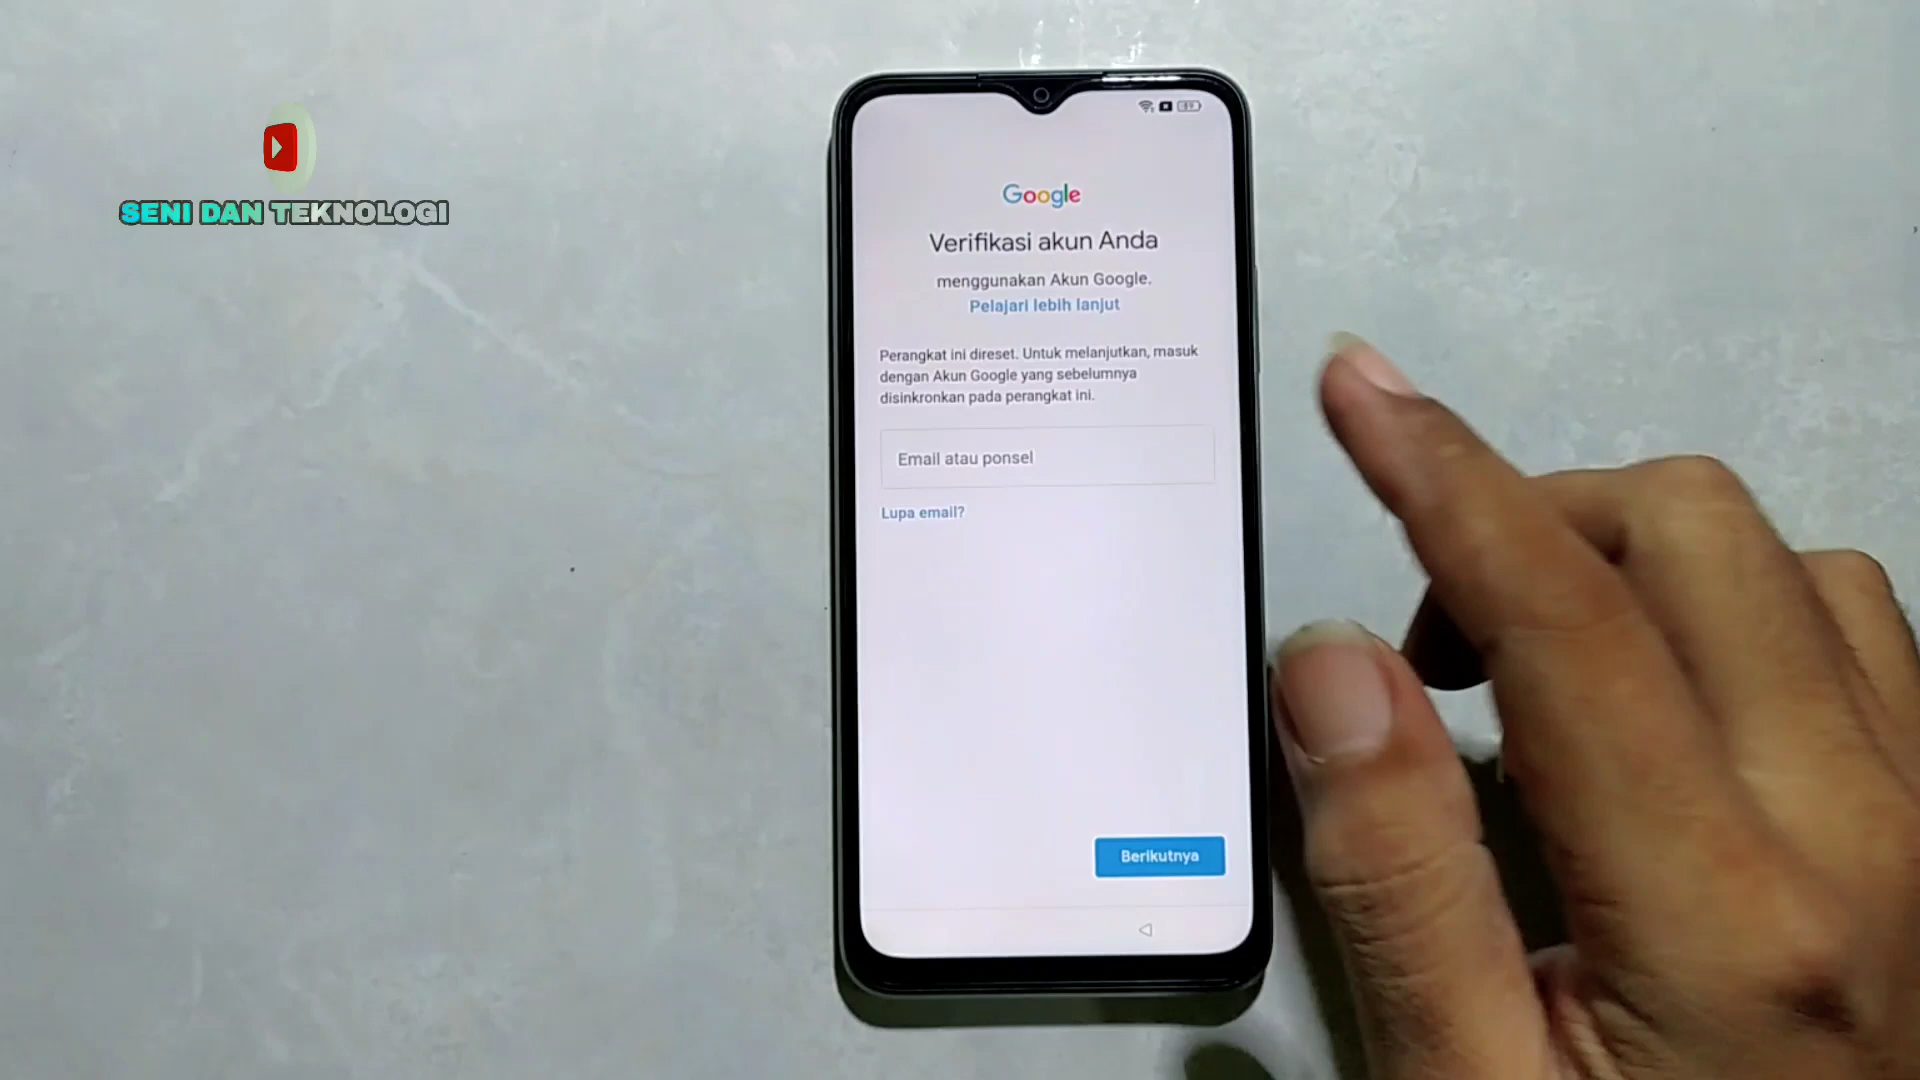 SENI DAN TEKNOLOGI
Google
Verifikasi akun Anda
menggunakan Akun Google.
Pelajari lebih lanjut
Perangkat ini direset. Untuk melanjutkan, masuk
dengan Akun Google yang sebelumnya
disinkronkan pada perangkat ini.
Email atau ponsel
Lupa email?
Berikutnya